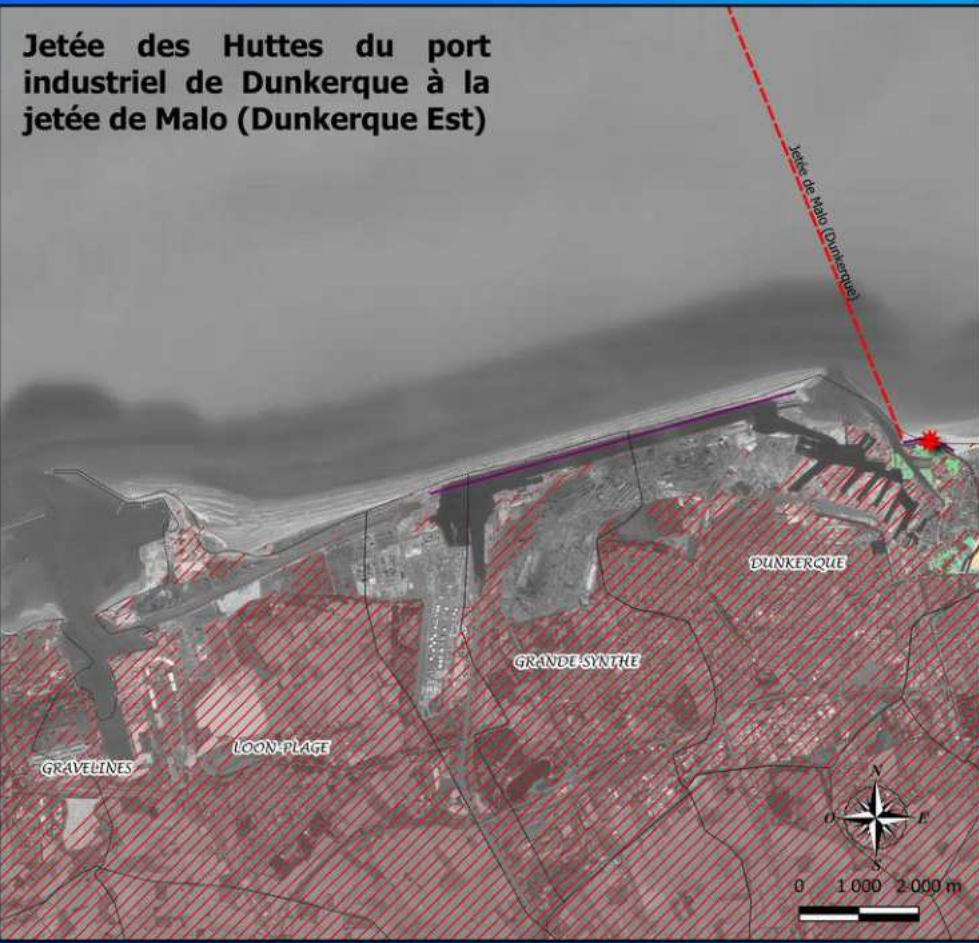 Jetée des Huttes du port
industriel de Dunkerque à la
jetée de Malo (Dunkerque Est)
Jetée de Malo (Dunkerque)
DUNKERQUE
GRANDE-SYNTHE
LOON-PLAGE
GRAVELINES
N
O E
S
0 1 000 2 000 m